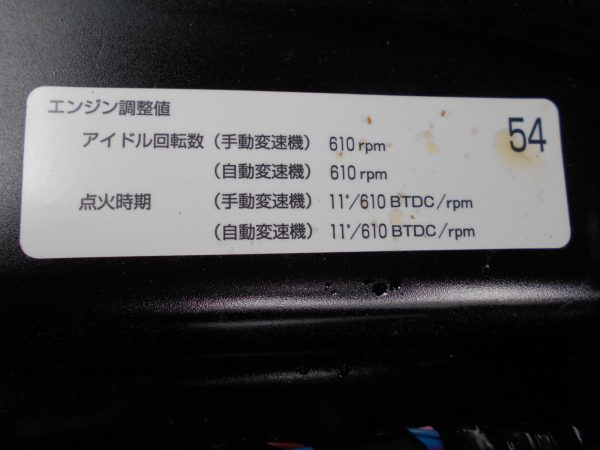 エンジン調整値
54
アイドル回転数 (手動変速機) 610 rpm
(自動変速機) 610 rpm
点火時期 (手動変速機) 11°/610 BTDC/rpm
(自動変速機) 11°/610 BTDC/rpm